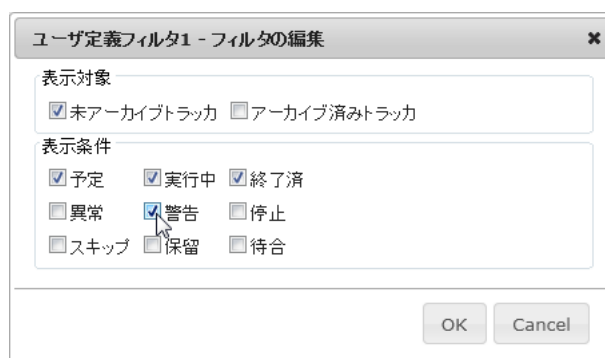 ユーザ定義フィルタ1 - フィルタの編集
表示対象
未アーカイブトラッカ アーカイブ済みトラッカ
表示条件
予定 実行中 終了済
異常 警告 停止
スキップ 保留 待合
OK Cancel